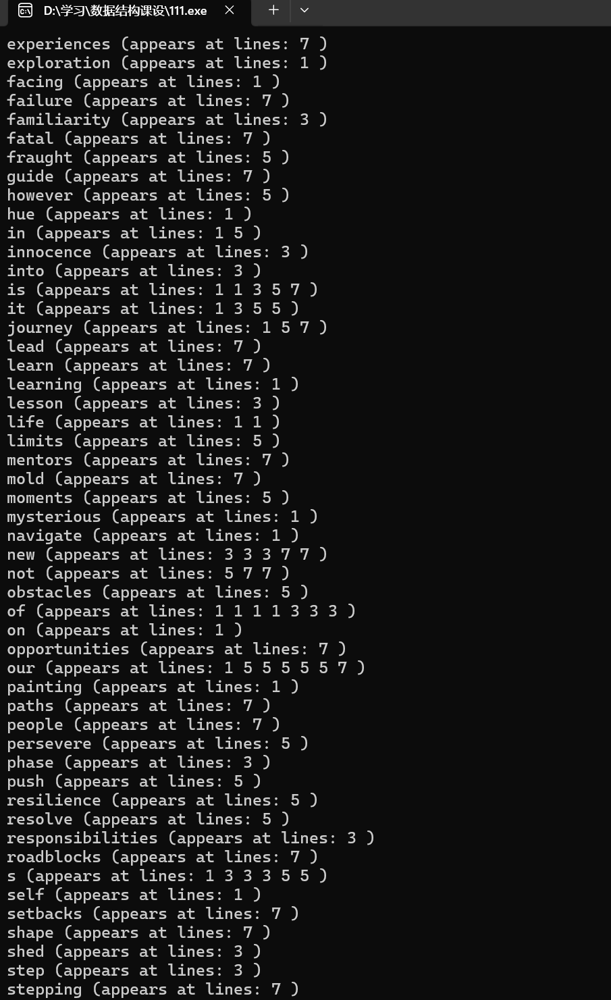 D:\学习\数据结构课设\111.exe
experiences (appears at lines: 7 )
exploration (appears at lines: 1 )
facing (appears at lines: 1 )
failure (appears at lines: 7 )
familiarity (appears at lines: 3 )
fatal (appears at lines: 7 )
fraught (appears at lines: 5 )
guide (appears at lines: 7 )
however (appears at lines: 5 )
hue (appears at lines: 1 )
in (appears at lines: 1 5 )
innocence (appears at lines: 3 )
into (appears at lines: 3 )
is (appears at lines: 1 1 3 5 7 )
it (appears at lines: 1 3 5 5 )
journey (appears at lines: 1 5 7 )
lead (appears at lines: 7 )
learn (appears at lines: 7 )
learning (appears at lines: 1 )
lesson (appears at lines: 3 )
life (appears at lines: 1 1 )
limits (appears at lines: 5 )
mentors (appears at lines: 7 )
mold (appears at lines: 7 )
moments (appears at lines: 5 )
mysterious (appears at lines: 1 )
navigate (appears at lines: 1 )
new (appears at lines: 3 3 3 7 7 )
not (appears at lines: 5 7 7 )
obstacles (appears at lines: 5 )
of (appears at lines: 1 1 1 1 3 3 3 )
on (appears at lines: 1 )
opportunities (appears at lines: 7 )
our (appears at lines: 1 5 5 5 5 5 7 )
painting (appears at lines: 1 )
paths (appears at lines: 7 )
people (appears at lines: 7 )
persevere (appears at lines: 5 )
phase (appears at lines: 3 )
push (appears at lines: 5 )
resilience (appears at lines: 5 )
resolve (appears at lines: 5 )
responsibilities (appears at lines: 3 )
roadblocks (appears at lines: 7 )
s (appears at lines: 1 3 3 3 5 5 )
self (appears at lines: 1 )
setbacks (appears at lines: 7 )
shape (appears at lines: 7 )
shed (appears at lines: 3 )
step (appears at lines: 3 )
stepping (appears at lines: 7 )